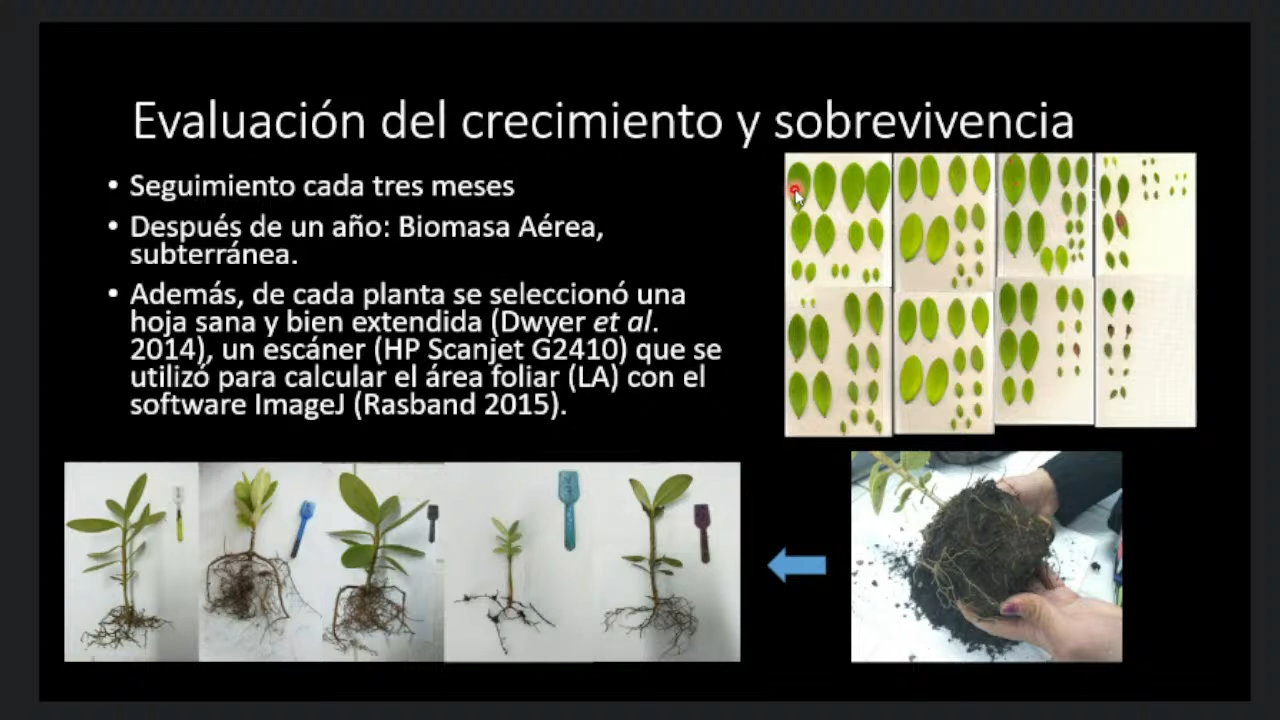 Evaluación del crecimiento y sobrevivencia
• Seguimiento cada tres meses
• Después de un año: Biomasa Aérea,
subterránea.
• Además, de cada planta se seleccionó una
hoja sana y bien extendida (Dwyer et al.
2014), un escáner (HP Scanjet G2410) que se
utilizó para calcular el área foliar (LA) con el
software ImageJ (Rasband 2015).